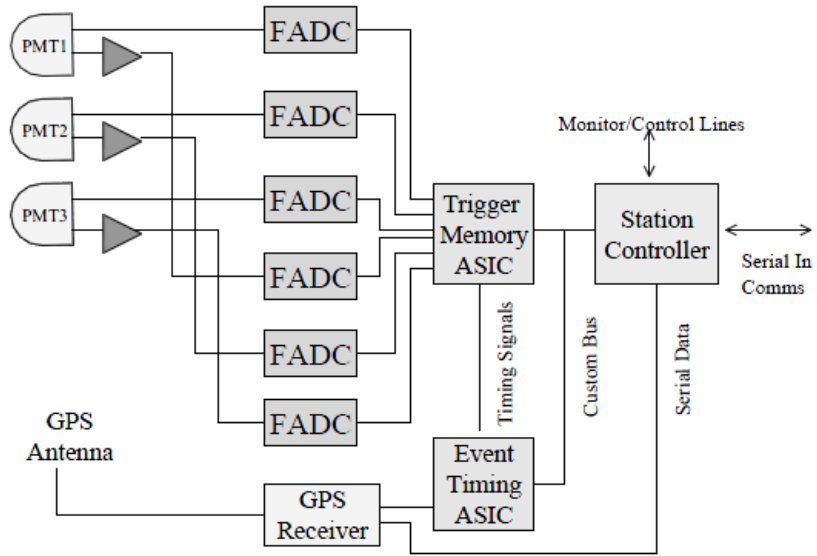 PMT1
FADC
PMT2
FADC
Monitor/Control Lines
PMT3
FADC
Trigger
Memory
ASIC
Station
Controller
FADC
Serial In
Comms
FADC
Timing Signals
Custom Bus
Serial Data
FADC
GPS
Antenna
Event
Timing
ASIC
GPS
Receiver